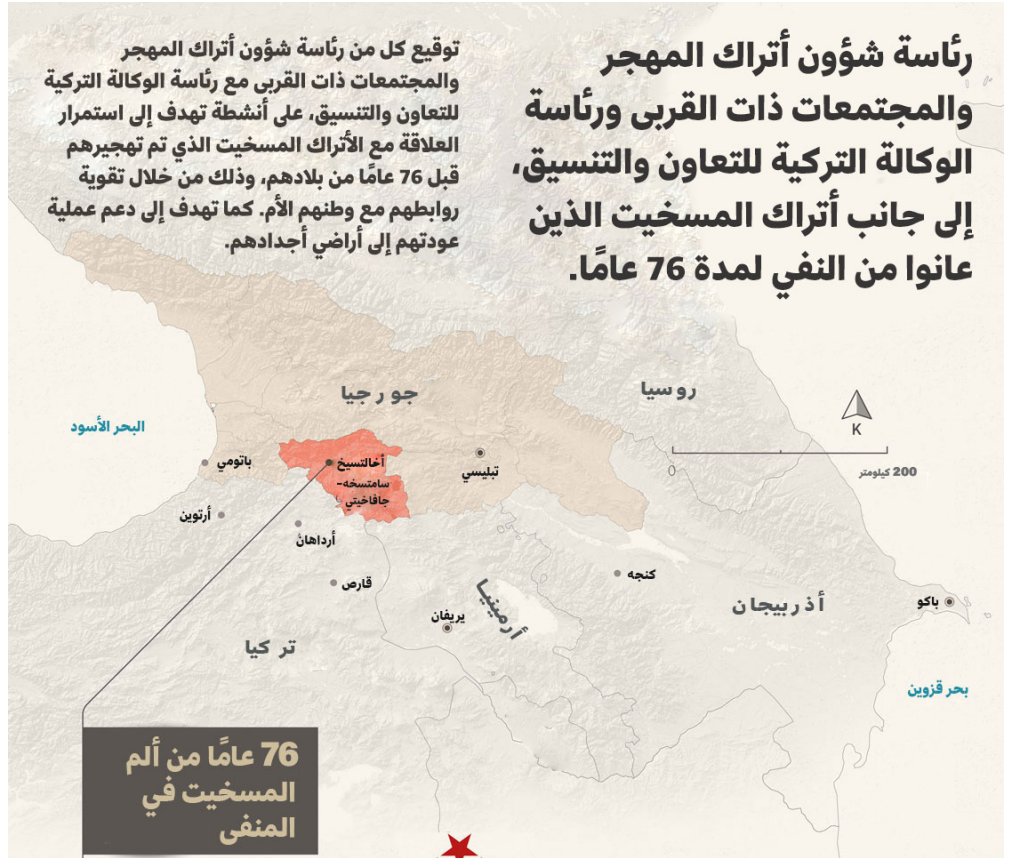 رئاسة شؤون أتراك المهجر
والمجتمعات ذات القربى ورئاسة
الوكالة التركية للتعاون والتنسيق،
إلى جانب أتراك المسخيت الذين
عانوا من النفي لمدة 76 عامًا.
توقيع كل من رئاسة شؤون أتراك المهجر
والمجتمعات ذات القربى مع رئاسة الوكالة التركية
للتعاون والتنسيق، على أنشطة تهدف إلى استمرار
العلاقة مع الأتراك المسخيت الذي تم تهجيرهم
قبل 76 عامًا من بلادهم، وذلك من خلال تقوية
روابطهم مع وطنهم الأم. كما تهدف إلى دعم عملية
عودتهم إلى أراضي أجدادهم.
روسيا
جورجيا
البحر الأسود
K
0
200 كيلومتر
باتومي
أخالتسيخ
سامتسخه-
جافاخيتي
تبليسي
أرتوين
أرداهان
قارص
كنجه
باكو
أذربيجان
أرمينيا
يريفان
تركيا
بحر قزوين
76 عامًا من ألم
المسخيت في
المنفى